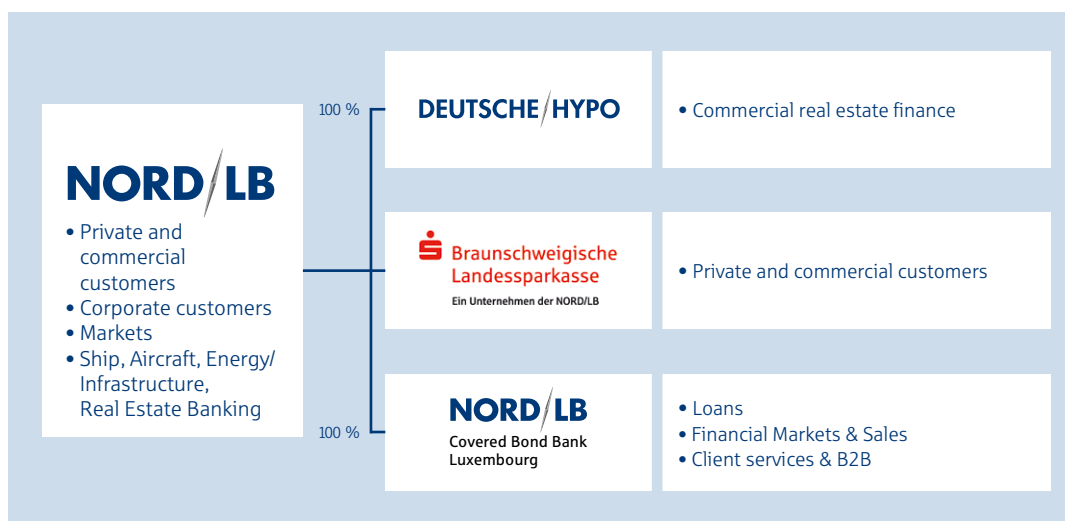 NORD/LB
• Private and
commercial
customers
• Corporate customers
• Markets
• Ship, Aircraft, Energy/
Infrastructure,
Real Estate Banking
100 %
DEUTSCHE/HYPO
• Commercial real estate finance
Braunschweigische
Landessparkasse
Ein Unternehmen der NORD/LB
• Private and commercial customers
100 %
NORD/LB
Covered Bond Bank
Luxembourg
• Loans
• Financial Markets & Sales
• Client services & B2B